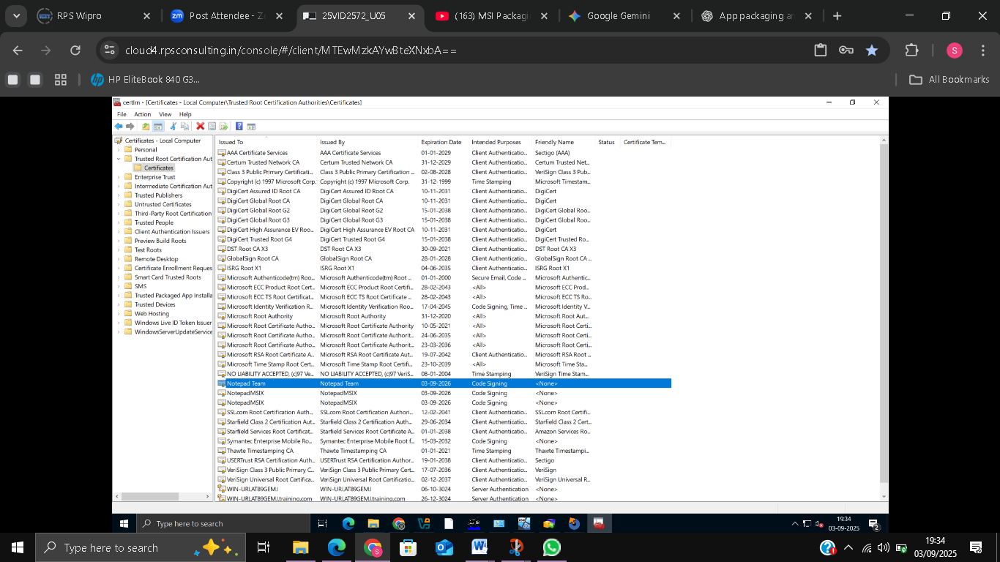 RPS Wipro
Post Attendee - Ze
25VID2572_U05
(163) MSI Packagi
Google Gemini
App packaging an
cloud4.rpsconsulting.in/console/#/client/MTEwMzkAYwBteXNxbA==
S
HP EliteBook 840 G3...
All Bookmarks
certlm - [Certificates - Local Computer\Trusted Root Certification Authorities\Certificates]
File Action View Help
Certificates - Local Computer
Personal
Trusted Root Certification Aut
Certificates
Enterprise Trust
Intermediate Certification Aut
Trusted Publishers
Untrusted Certificates
Third-Party Root Certification
Trusted People
Client Authentication Issuers
Preview Build Roots
Test Roots
Remote Desktop
Certificate Enrollment Reques
Smart Card Trusted Roots
SMS
Trusted Packaged App Installa
Trusted Devices
Web Hosting
Windows Live ID Token Issuer
WindowsServerUpdateService
Issued To Issued By Expiration Date Intended Purposes Friendly Name Status Certificate Tem...
AAA Certificate Services AAA Certificate Services 01-01-2029 Client Authenticatio... Sectigo (AAA)
Certum Trusted Network CA Certum Trusted Network CA 31-12-2029 Client Authenticatio... Certum Trusted Net...
Class 3 Public Primary Certificati... Class 3 Public Primary Certification ... 02-08-2028 Client Authenticatio... VeriSign Class 3 Pub...
Copyright (c) 1997 Microsoft Corp. Copyright (c) 1997 Microsoft Corp. 31-12-1999 Time Stamping Microsoft Timestam...
DigiCert Assured ID Root CA DigiCert Assured ID Root CA 10-11-2031 Client Authenticatio... DigiCert
DigiCert Global Root CA DigiCert Global Root CA 10-11-2031 Client Authenticatio... DigiCert
DigiCert Global Root G2 DigiCert Global Root G2 15-01-2038 Client Authenticatio... DigiCert Global Roo...
DigiCert Global Root G3 DigiCert Global Root G3 15-01-2038 Client Authenticatio... DigiCert Global Roo...
DigiCert High Assurance EV Roo... DigiCert High Assurance EV Root CA 10-11-2031 Client Authenticatio... DigiCert
DigiCert Trusted Root G4 DigiCert Trusted Root G4 15-01-2038 Client Authenticatio... DigiCert Trusted Ro...
DST Root CA X3 DST Root CA X3 30-09-2021 Client Authenticatio... DST Root CA X3
GlobalSign Root CA GlobalSign Root CA 28-01-2028 Client Authenticatio... GlobalSign Root CA ...
ISRG Root X1 ISRG Root X1 04-06-2035 Client Authenticatio... ISRG Root X1
Microsoft Authenticode(tm) Roo... Microsoft Authenticode(tm) Root ... 01-01-2000 Secure Email, Code ... Microsoft Authentic...
Microsoft ECC Product Root Cert... Microsoft ECC Product Root Certifi... 28-02-2043 <All> Microsoft ECC Prod...
Microsoft ECC TS Root Certificat... Microsoft ECC TS Root Certificate ... 28-02-2043 <All> Microsoft ECC TS Ro...
Microsoft Identity Verification R... Microsoft Identity Verification Roo... 17-04-2045 Code Signing, Time ... Microsoft Identity V...
Microsoft Root Authority Microsoft Root Authority 31-12-2020 <All> Microsoft Root Aut...
Microsoft Root Certificate Autho... Microsoft Root Certificate Authority 10-05-2021 <All> Microsoft Root Certi...
Microsoft Root Certificate Autho... Microsoft Root Certificate Authorit... 24-06-2035 <All> Microsoft Root Certi...
Microsoft Root Certificate Autho... Microsoft Root Certificate Authorit... 23-03-2036 <All> Microsoft Root Certi...
Microsoft RSA Root Certificate A... Microsoft RSA Root Certificate Aut... 19-07-2042 Client Authenticatio... Microsoft RSA Root ...
Microsoft Time Stamp Root Cert... Microsoft Time Stamp Root Certifi... 23-10-2039 <All> Microsoft Time Sta...
NO LIABILITY ACCEPTED, (c)97 Ve... NO LIABILITY ACCEPTED, (c)97 VeriS... 08-01-2004 Time Stamping VeriSign Time Stam...
Notepad Team Notepad Team 03-09-2026 Code Signing <None>
NotepadMSIX NotepadMSIX 03-09-2026 Code Signing <None>
NotepadMSIX NotepadMSIX 03-09-2026 Code Signing <None>
SSL.com Root Certification Auth... SSL.com Root Certification Authori... 12-02-2041 Client Authenticatio... SSL.com Root Certifi...
Starfield Class 2 Certification Aut... Starfield Class 2 Certification Auth... 29-06-2034 Client Authenticatio... Starfield Class 2 Cert...
Starfield Services Root Certificat... Starfield Services Root Certificate A... 01-01-2038 Client Authenticatio... Amazon Services Ro...
Symantec Enterprise Mobile Ro... Symantec Enterprise Mobile Root f... 15-03-2032 Code Signing <None>
Thawte Timestamping CA Thawte Timestamping CA 01-01-2021 Time Stamping Thawte Timestampi...
USERTrust RSA Certification Auth... USERTrust RSA Certification Author... 19-01-2038 Client Authenticatio... Sectigo
VeriSign Class 3 Public Primary C... VeriSign Class 3 Public Primary Cert... 17-07-2036 Client Authenticatio... VeriSign
VeriSign Universal Root Certifica... VeriSign Universal Root Certificatio... 02-12-2037 Client Authenticatio... VeriSign Universal R...
WIN-URLAT89GEMJ WIN-URLAT89GEMJ 06-10-3024 Server Authentication <None>
WIN-URLAT89GEMJ.training.com WIN-URLAT89GEMJ.training.com 26-12-3024 Server Authentication <None>
Type here to search
19:34
03-09-2025
2
Type here to search
19:34
03/09/2025